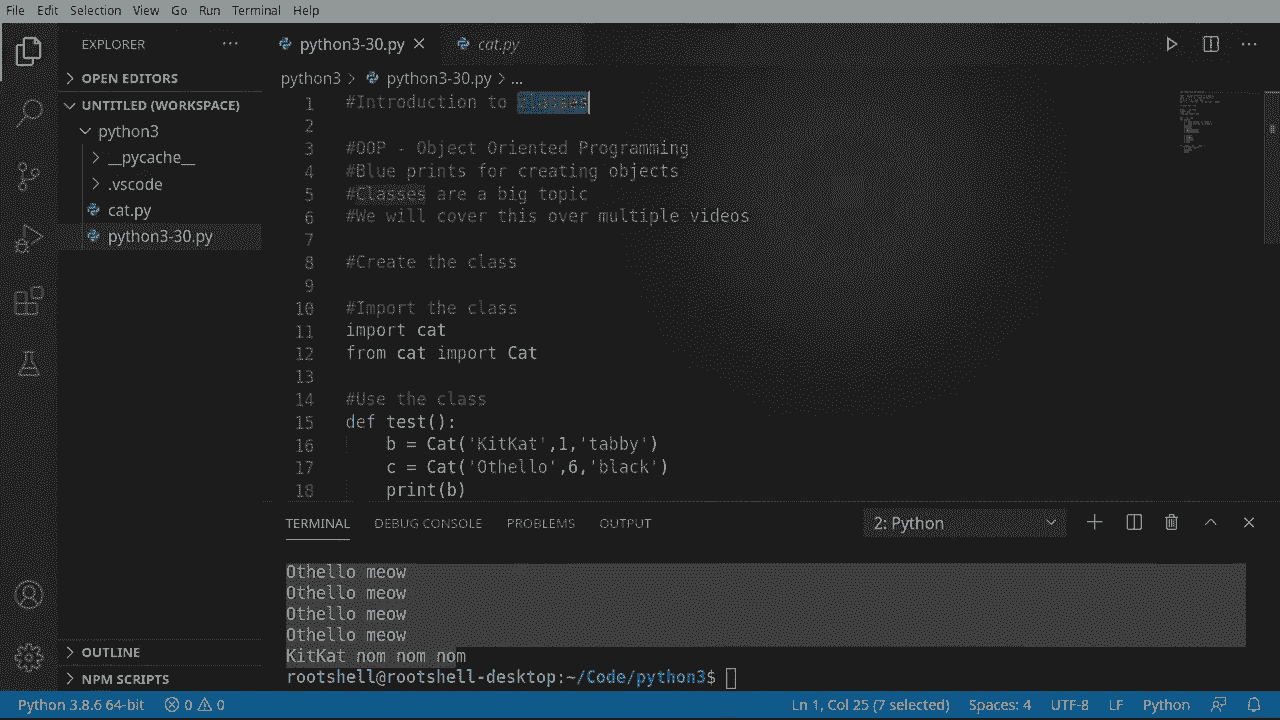 File Edit Selection View Go Run Terminal Help
EXPLORER ...
python3-30.py
cat.py
OPEN EDITORS
python3 > python3-30.py > ...
UNTITLED (WORKSPACE)
python3
__pycache__
.vscode
cat.py
python3-30.py
1 #Introduction to classes
2
3 #OOP - Object Oriented Programming
4 #Blue prints for creating objects
5 #Classes are a big topic
6 #We will cover this over multiple videos
7
8 #Create the class
9
10 #Import the class
11 import cat
12 from cat import Cat
13
14 #Use the class
15 def test():
16 b = Cat('KitKat',1,'tabby')
17 c = Cat('Othello',6,'black')
18 print(b)
TERMINAL DEBUG CONSOLE PROBLEMS OUTPUT 2: Python
Othello meow
Othello meow
Othello meow
Othello meow
KitKat nom nom nom
rootshell@rootshell-desktop:~/Code/python3$
OUTLINE
NPM SCRIPTS
Python 3.8.6 64-bit 0 0 Ln 1, Col 25 (7 selected) Spaces: 4 UTF-8 LF Python